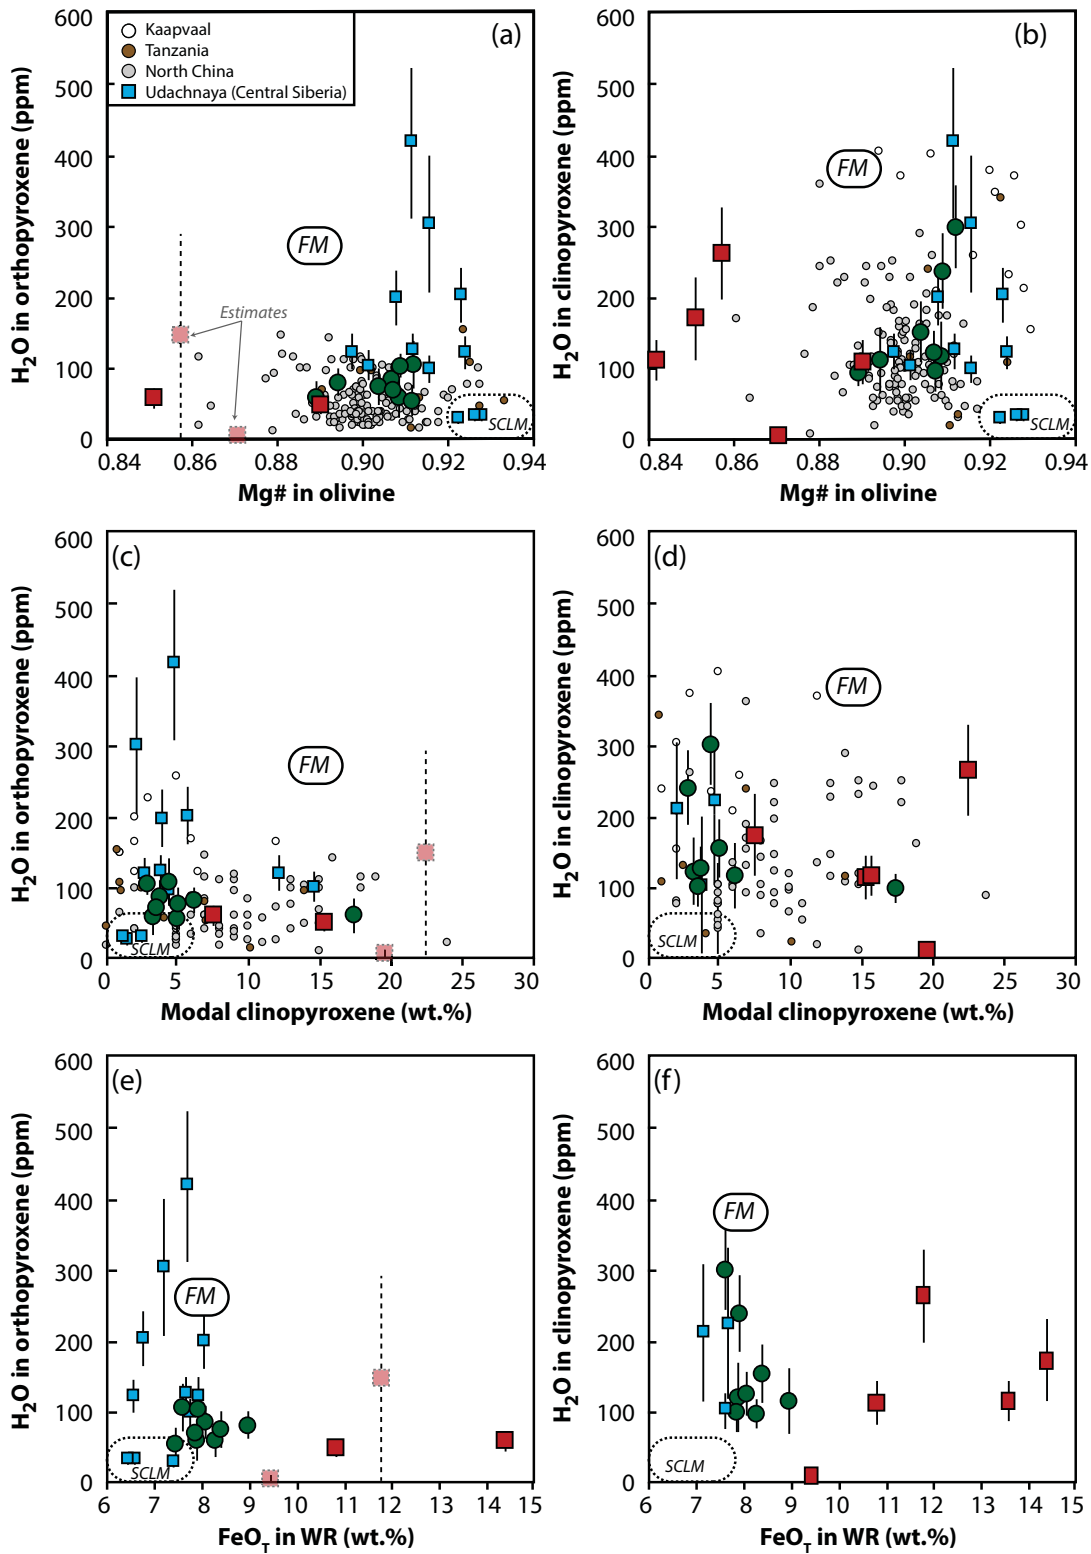 (a)
Kaapvaal
Tanzania
North China
Udachnaya (Central Siberia)
600
500
400
300
200
100
0
H2O in orthopyroxene (ppm)
FM
Estimates
SCLM
0.84
0.86
0.88
0.90
0.92
0.94
Mg# in olivine
(b)
600
500
400
300
200
100
0
H2O in clinopyroxene (ppm)
FM
SCLM
0.84
0.86
0.88
0.90
0.92
0.94
Mg# in olivine
(c)
600
500
400
300
200
100
0
H2O in orthopyroxene (ppm)
FM
SCLM
0
5
10
15
20
25
30
Modal clinopyroxene (wt.%)
(d)
600
500
400
300
200
100
0
H2O in clinopyroxene (ppm)
FM
SCLM
0
5
10
15
20
25
30
Modal clinopyroxene (wt.%)
(e)
600
500
400
300
200
100
0
H2O in orthopyroxene (ppm)
FM
SCLM
6
7
8
9
10
11
12
13
14
15
FeOT in WR (wt.%)
(f)
600
500
400
300
200
100
0
H2O in clinopyroxene (ppm)
FM
SCLM
6
7
8
9
10
11
12
13
14
15
FeOT in WR (wt.%)